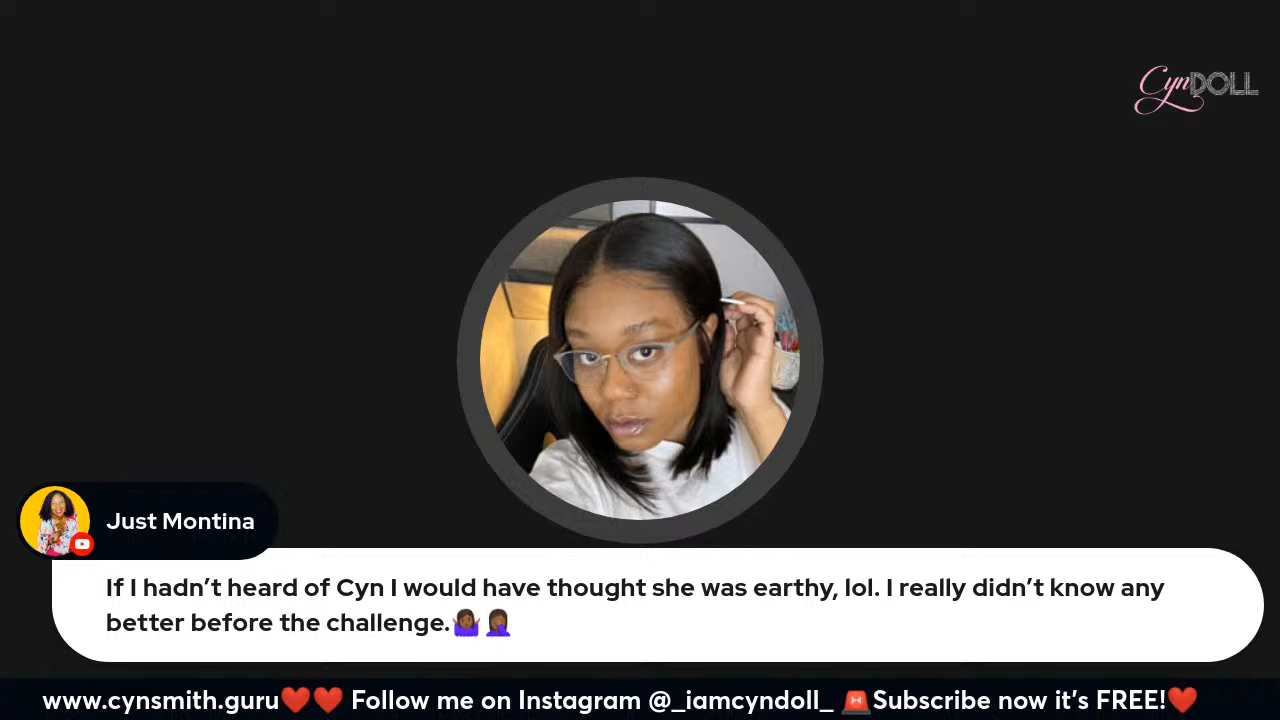 CynDOLL
Just Montina
If I hadn’t heard of Cyn I would have thought she was earthy, lol. I really didn’t know any
better before the challenge.🤷🏾‍♀️🤦🏾‍♀️
www.cynsmith.guru❤️❤️ Follow me on Instagram @_iamcyndoll_ 🚨Subscribe now it’s FREE!❤️